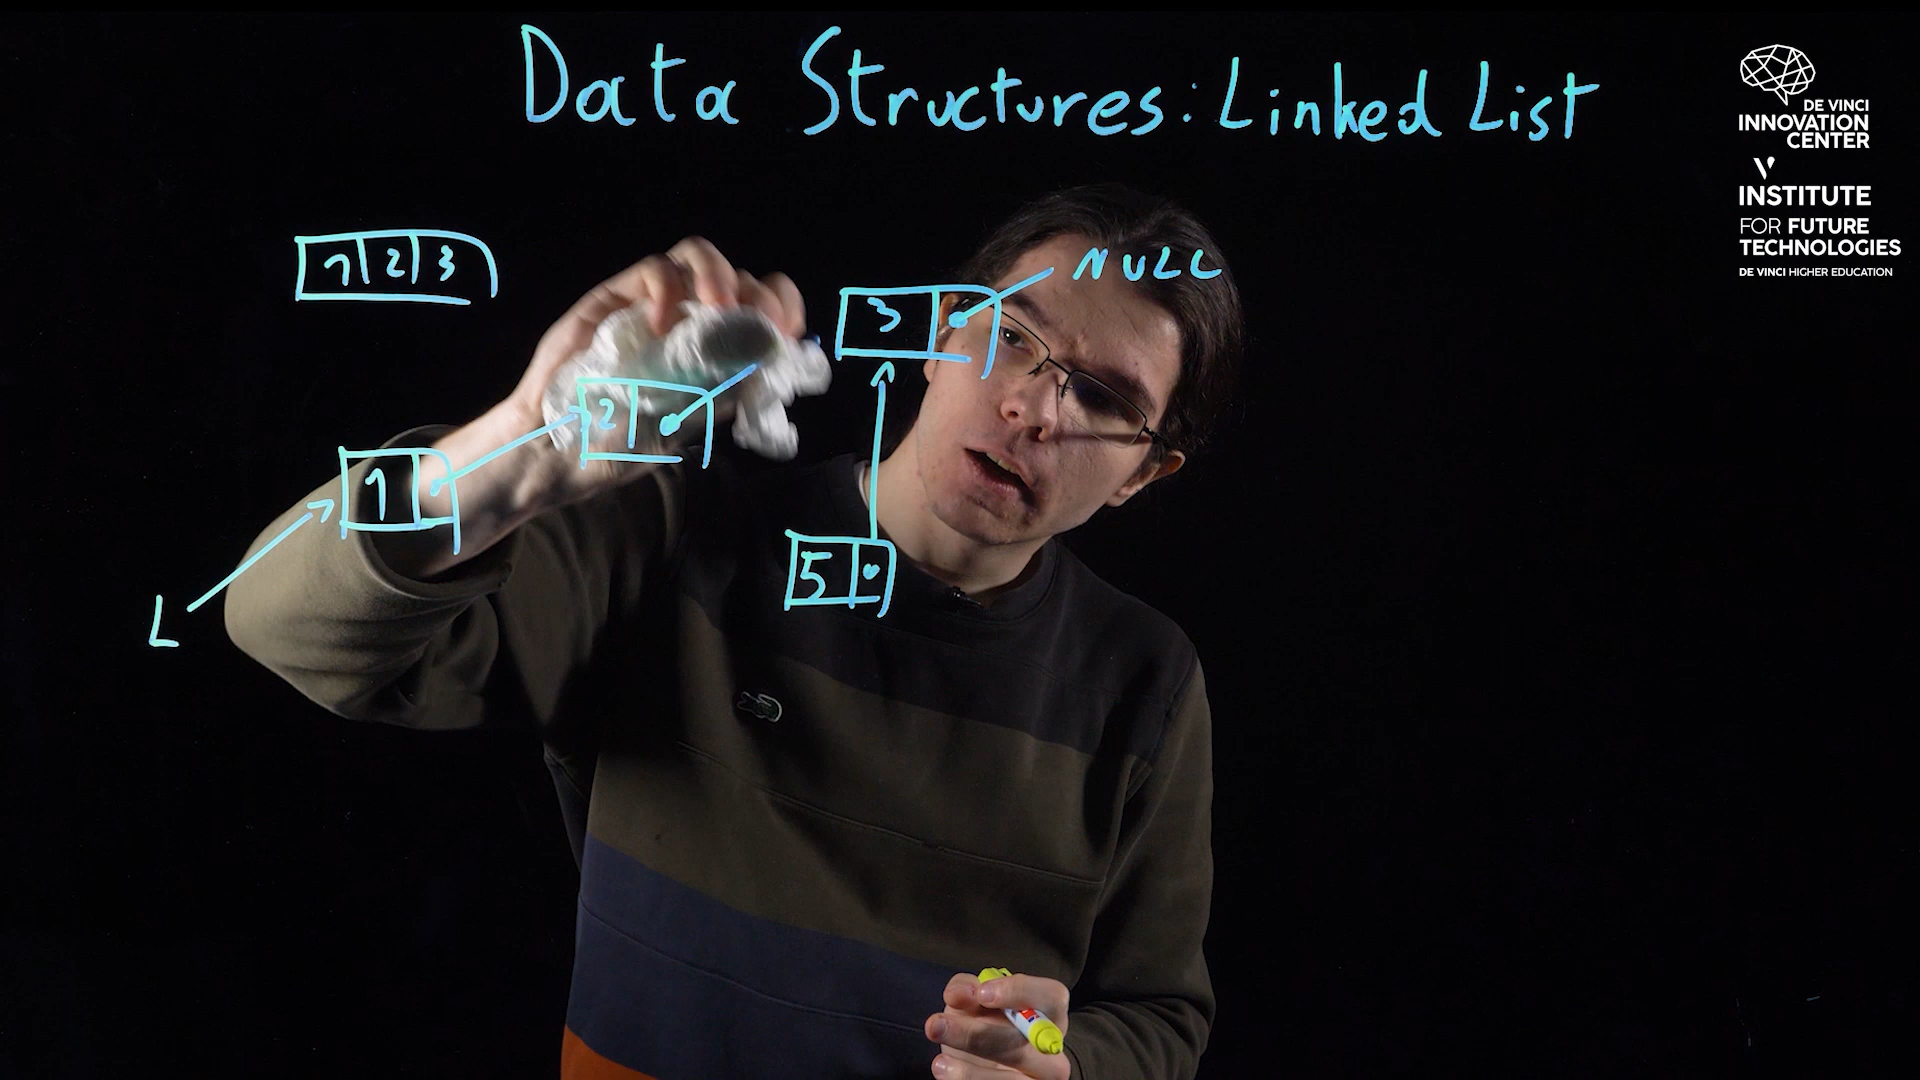 Data Structures: Linked List
DE VINCI
INNOVATION
CENTER
INSTITUTE
FOR FUTURE
TECHNOLOGIES
DE VINCI HIGHER EDUCATION
1 2 3
NULL
3
2
1
5
L